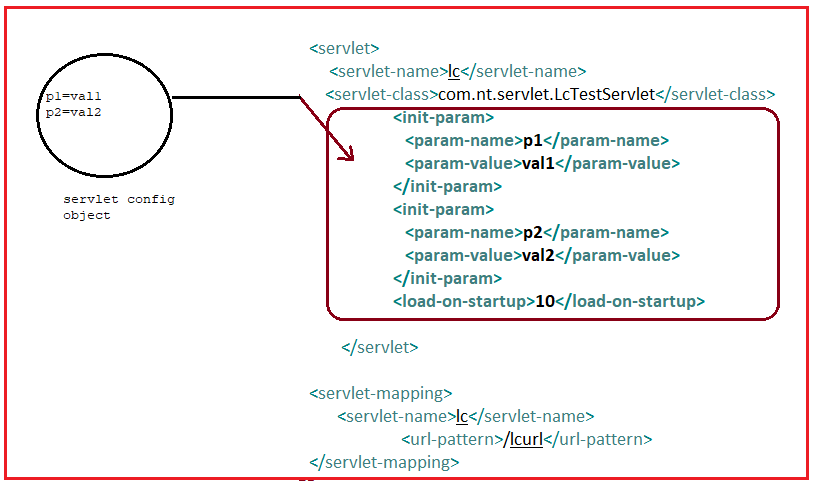 p1=val1
p2=val2
servlet config
object
<servlet>
<servlet-name>lc</servlet-name>
<servlet-class>com.nt.servlet.LcTestServlet</servlet-class>
<init-param>
<param-name>p1</param-name>
<param-value>val1</param-value>
</init-param>
<init-param>
<param-name>p2</param-name>
<param-value>val2</param-value>
</init-param>
<load-on-startup>10</load-on-startup>
</servlet>
<servlet-mapping>
<servlet-name>lc</servlet-name>
<url-pattern>/lcurl</url-pattern>
</servlet-mapping>